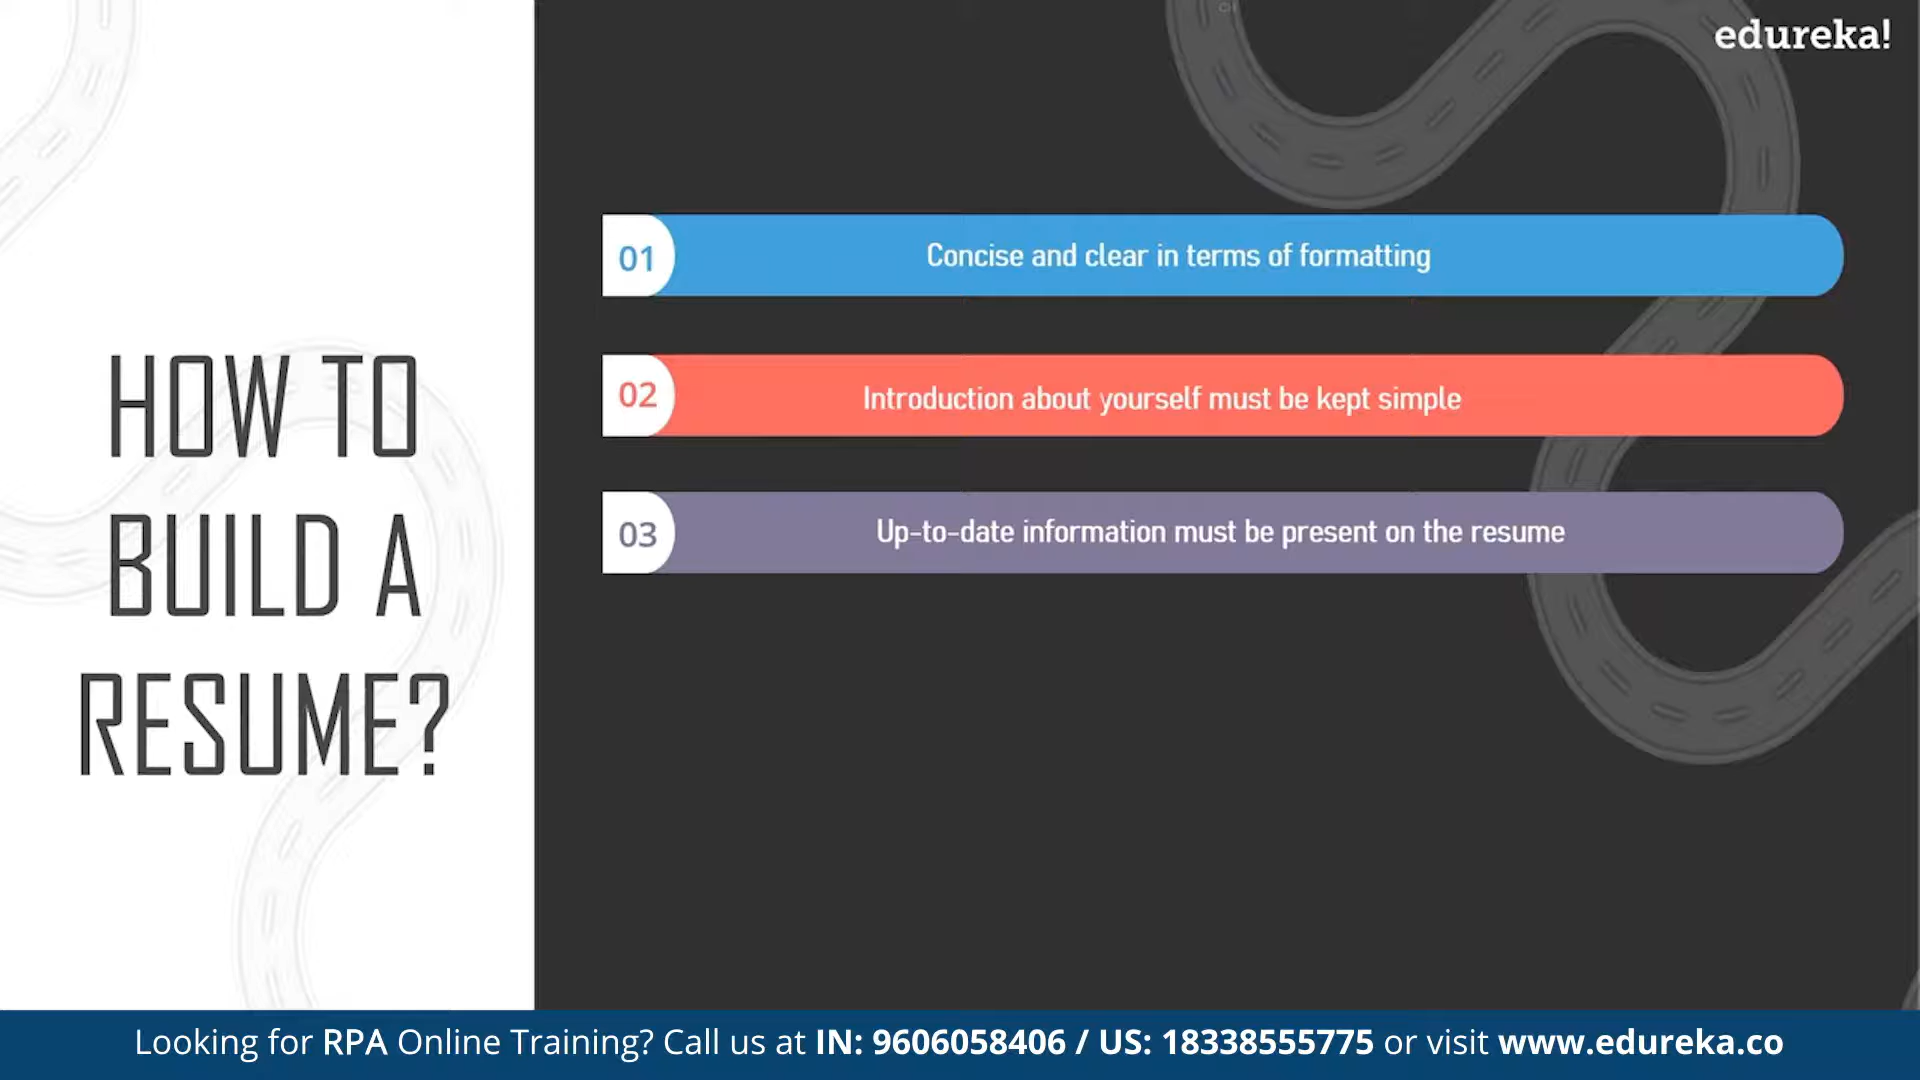 edureka!
HOW TO
BUILD A
RESUME?
01
Concise and clear in terms of formatting
02
Introduction about yourself must be kept simple
03
Up-to-date information must be present on the resume
Looking for RPA Online Training? Call us at IN: 9606058406 / US: 18338555775 or visit www.edureka.co